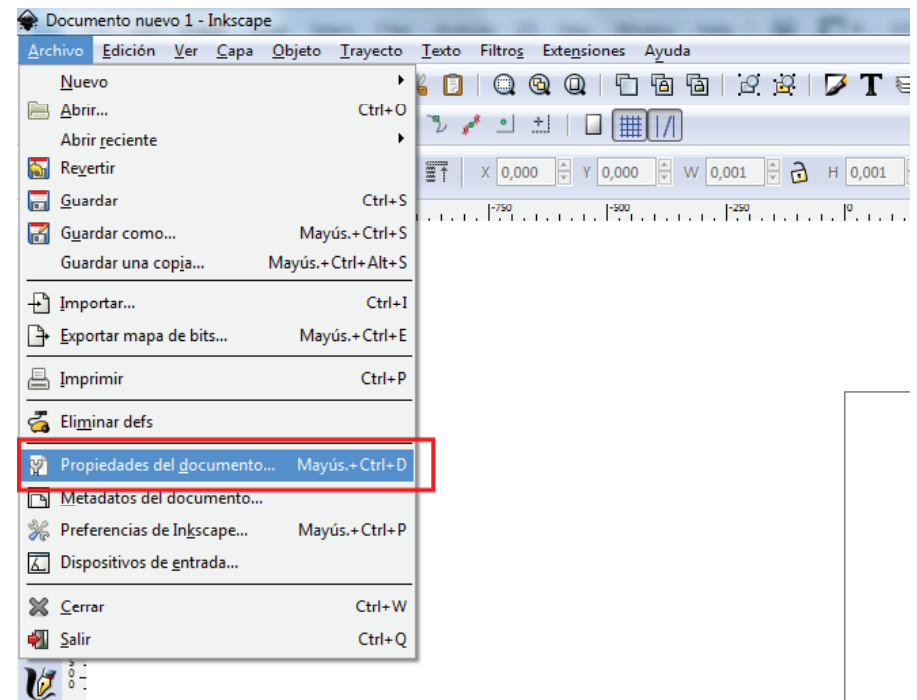 Documento nuevo 1 - Inkscape
Archivo Edición Ver Capa Objeto Trayecto Texto Filtros Extensiones Ayuda
Nuevo
Abrir... Ctrl+O
Abrir reciente
Revertir
X 0,000 Y 0,000 W 0,001 H 0,001
Guardar Ctrl+S
-750 -500 -250 0
Guardar como... Mayús.+Ctrl+S
Guardar una copia... Mayús.+Ctrl+Alt+S
Importar... Ctrl+I
Exportar mapa de bits... Mayús.+Ctrl+E
Imprimir Ctrl+P
Eliminar defs
Propiedades del documento... Mayús.+Ctrl+D
Metadatos del documento...
Preferencias de Inkscape... Mayús.+Ctrl+P
Dispositivos de entrada...
Cerrar Ctrl+W
Salir Ctrl+Q